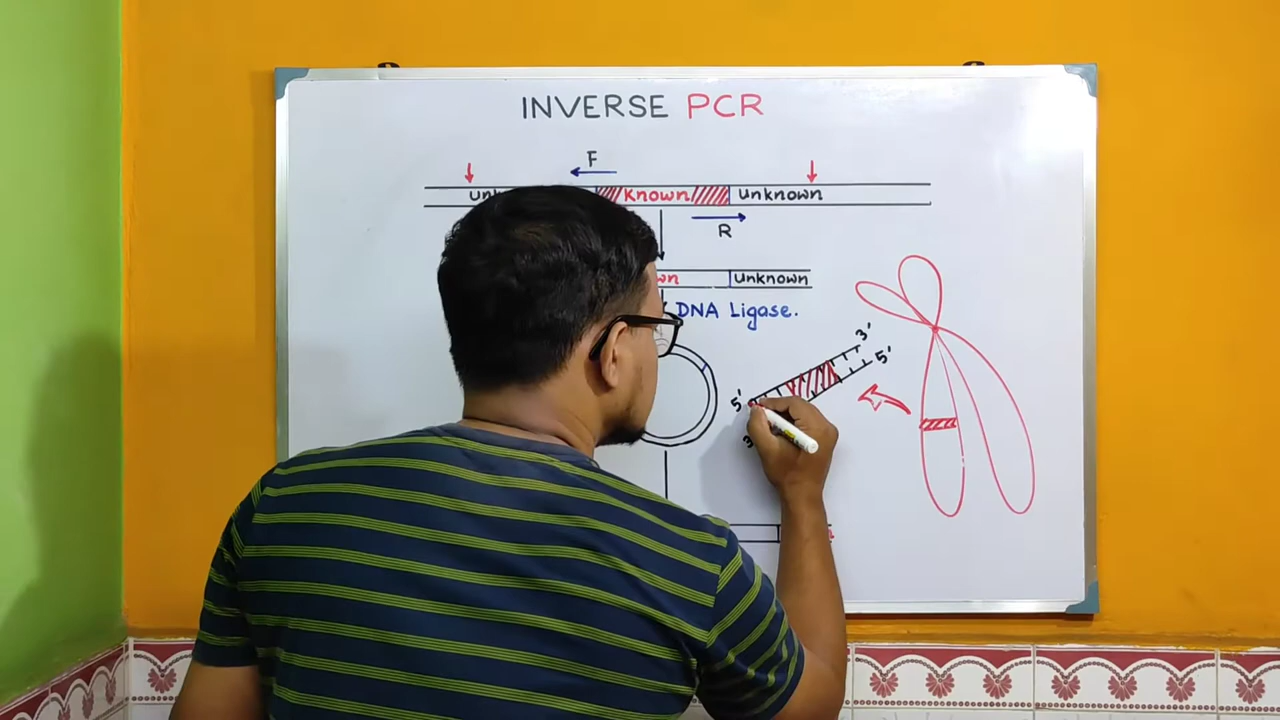 INVERSE PCR
F
Known unknown
R
unknown
DNA Ligase.
3'
5'
5'